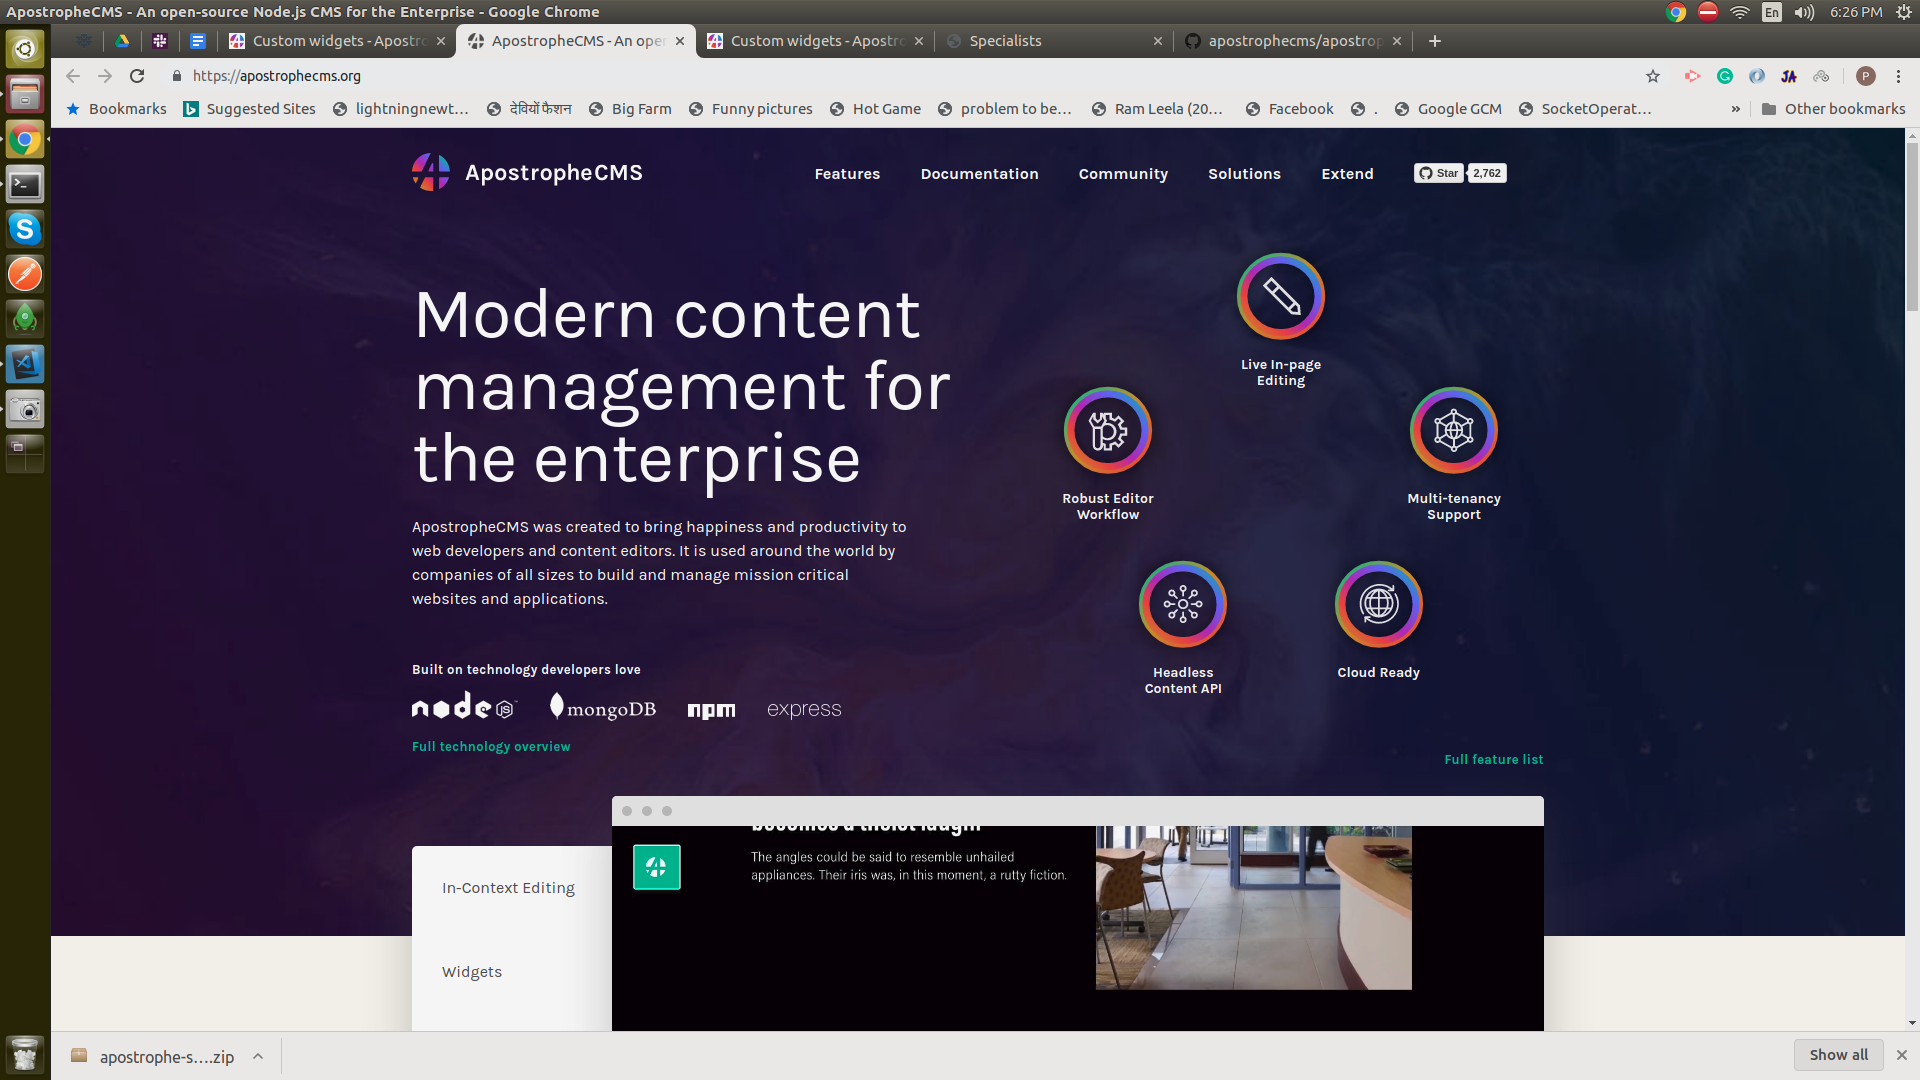 ApostropheCMS - An open-source Node.js CMS for the Enterprise - Google Chrome
En
6:26 PM
Custom widgets - Apostro
ApostropheCMS - An oper
Custom widgets - Apostro
Specialists
apostrophecms/apostrop
https://apostrophecms.org
JA
P
Bookmarks
Suggested Sites
lightningnewt…
देवियों फैशन
Big Farm
Funny pictures
Hot Game
problem to be…
Ram Leela (20…
Facebook
.
Google GCM
SocketOperat…
»
Other bookmarks
ApostropheCMS
Features
Documentation
Community
Solutions
Extend
Star
2,762
Modern content
management for
the enterprise
Live In-page
Editing
Robust Editor
Workflow
Multi-tenancy
Support
ApostropheCMS was created to bring happiness and productivity to
web developers and content editors. It is used around the world by
companies of all sizes to build and manage mission critical
websites and applications.
Headless
Content API
Cloud Ready
Built on technology developers love
node JS
mongoDB
npm
express
Full technology overview
Full feature list
becomes a theist laugh
The angles could be said to resemble unhailed
appliances. Their iris was, in this moment, a rutty fiction.
In-Context Editing
Widgets
apostrophe-s....zip
Show all